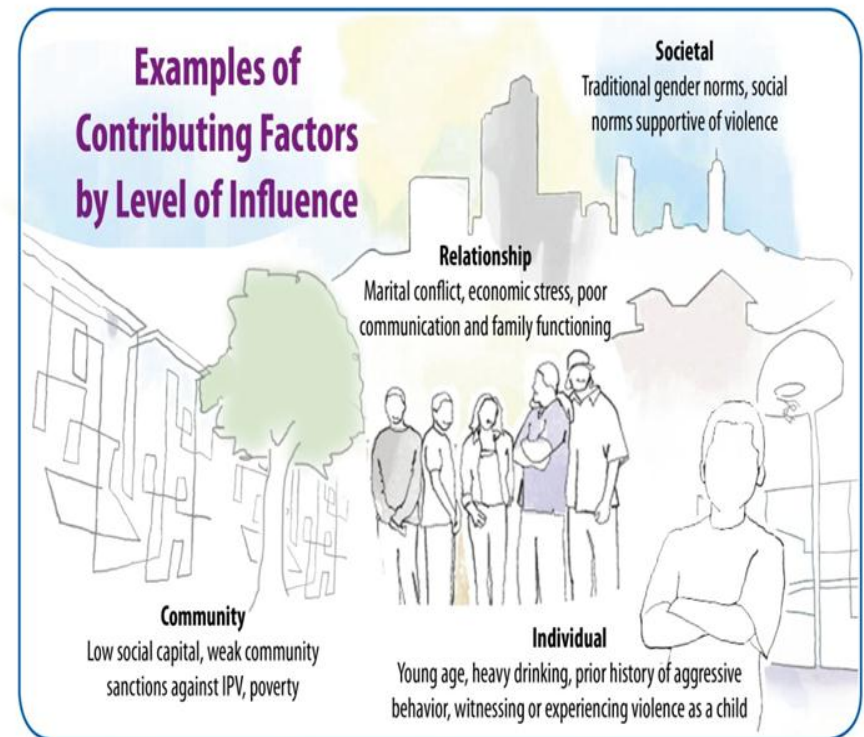 Examples of
Contributing Factors
by Level of Influence
Societal
Traditional gender norms, social
norms supportive of violence
Relationship
Marital conflict, economic stress, poor
communication and family functioning
Community
Low social capital, weak community
sanctions against IPV, poverty
Individual
Young age, heavy drinking, prior history of aggressive
behavior, witnessing or experiencing violence as a child